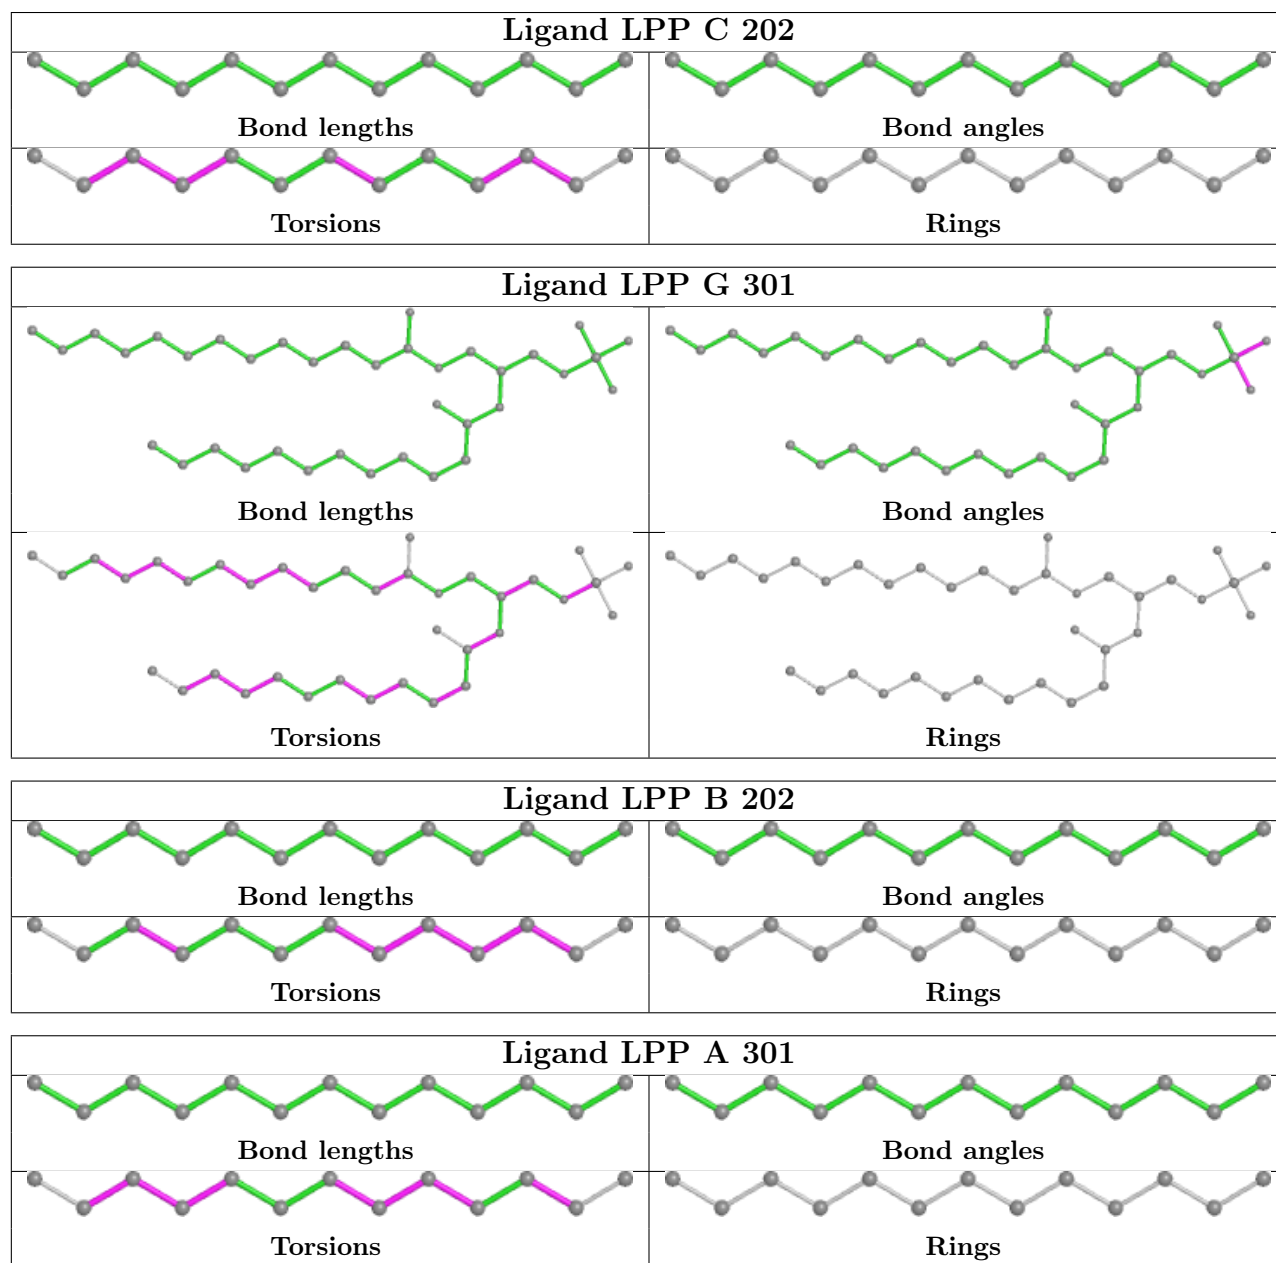 Ligand LPP C 202
Bond lengths
Bond angles
Torsions
Rings
Ligand LPP G 301
Bond lengths
Bond angles
Torsions
Rings
Ligand LPP B 202
Bond lengths
Bond angles
Torsions
Rings
Ligand LPP A 301
Bond lengths
Bond angles
Torsions
Rings